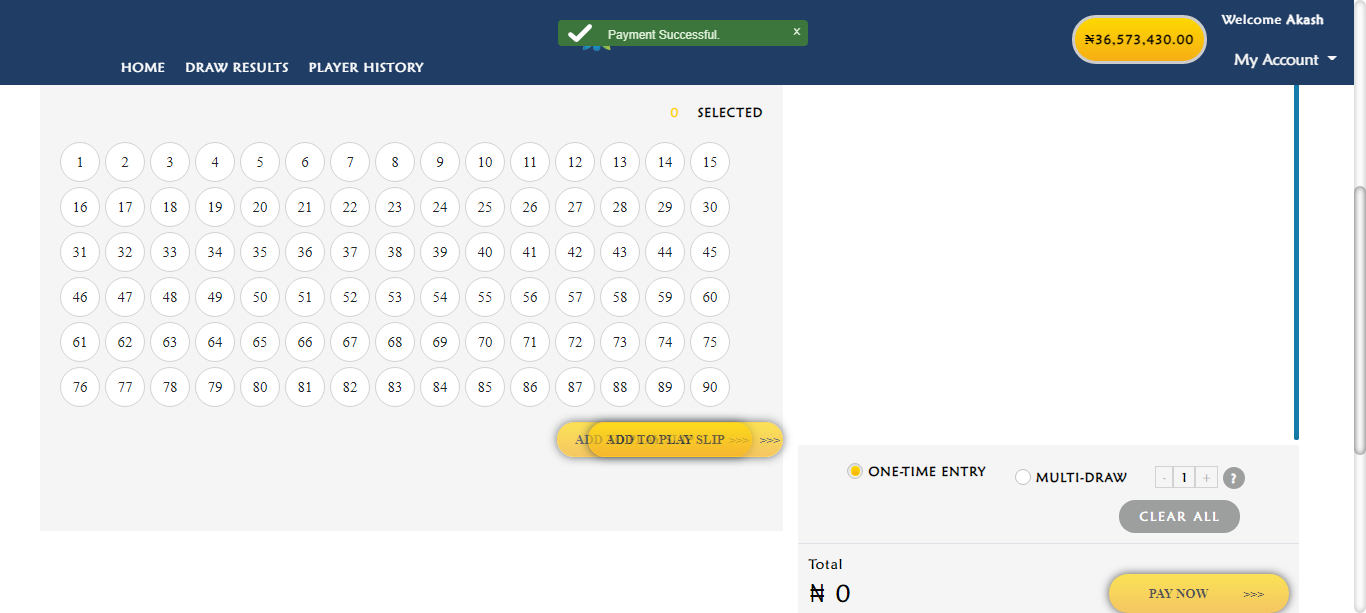 Payment Successful. x
₦36,573,430.00
Welcome Akash
My Account
HOME DRAW RESULTS PLAYER HISTORY
0 SELECTED
1 2 3 4 5 6 7 8 9 10 11 12 13 14 15
16 17 18 19 20 21 22 23 24 25 26 27 28 29 30
31 32 33 34 35 36 37 38 39 40 41 42 43 44 45
46 47 48 49 50 51 52 53 54 55 56 57 58 59 60
61 62 63 64 65 66 67 68 69 70 71 72 73 74 75
76 77 78 79 80 81 82 83 84 85 86 87 88 89 90
ADD ADD TO PLAY SLIP >>> >>>
ONE-TIME ENTRY MULTI-DRAW - 1 + ?
CLEAR ALL
Total
₦ 0
PAY NOW >>>